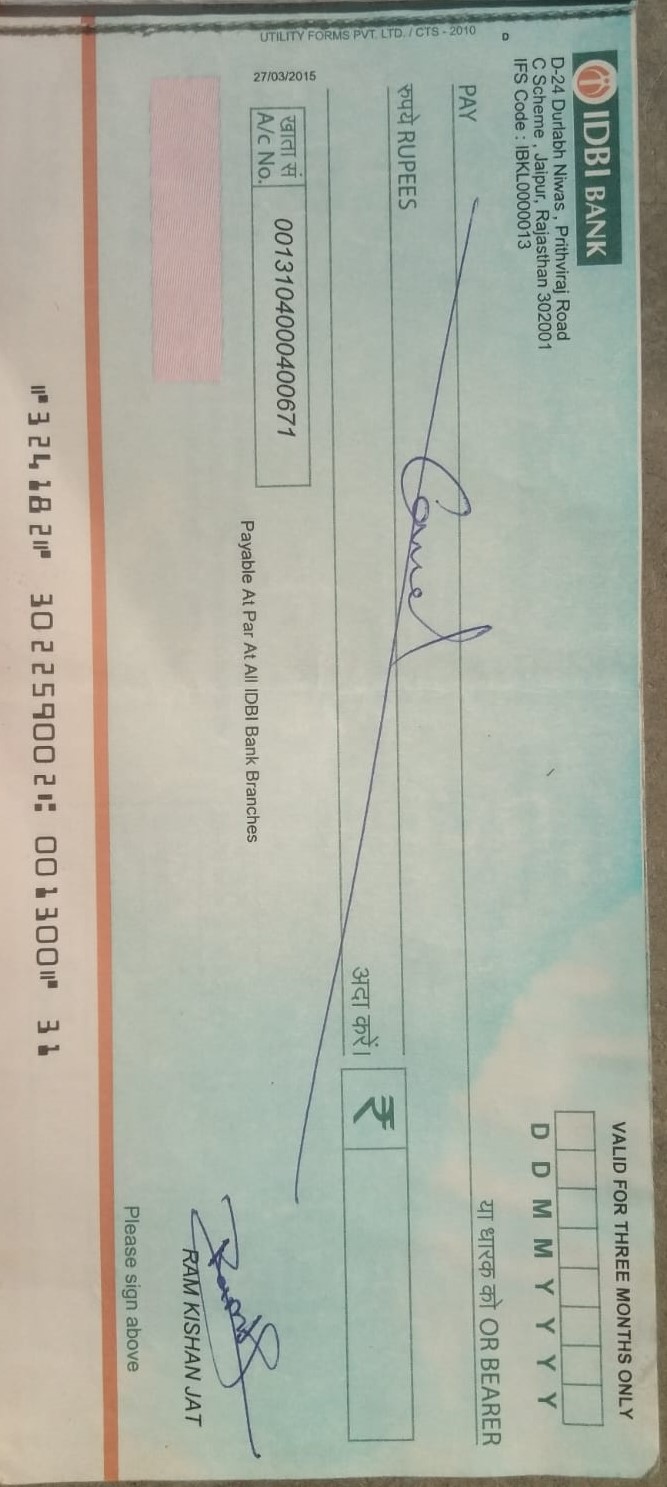 IDBI BANK
D-24 Durlabh Niwas , Prithviraj Road
C Scheme , Jaipur, Rajasthan 302001
IFS Code : IBKL0000013
VALID FOR THREE MONTHS ONLY
D D M M Y Y Y Y
PAY
या धारक को OR BEARER
रुपये RUPEES
अदा करें।
₹
खाता सं
A/c No.
0013104000400671
27/03/2015
UTILITY FORMS PVT. LTD. / CTS - 2010
Payable At Par At All IDBI Bank Branches
RAM KISHAN JAT
Please sign above
⑈324182⑈ 302259002⑆ 001300⑈ 31